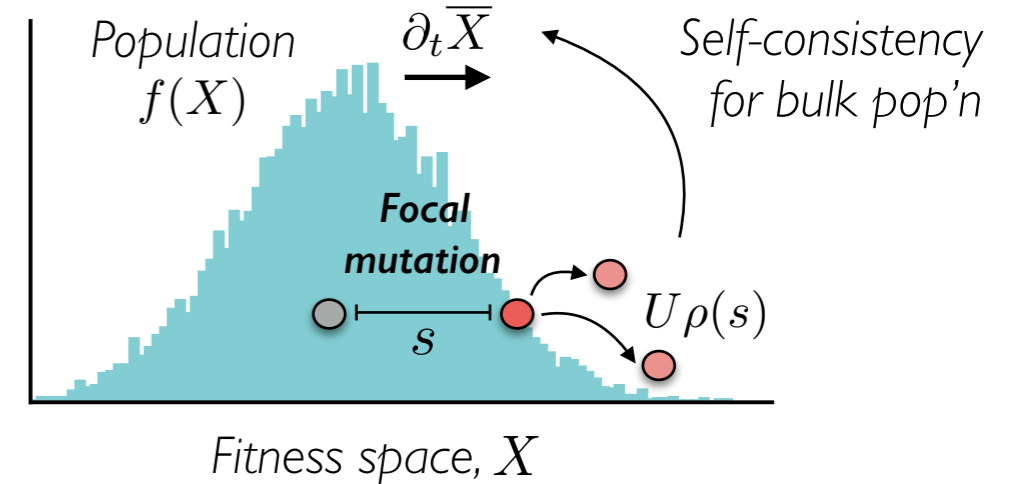 Population
f(X)
∂ₜX̅
Self-consistency
for bulk pop'n
Focal
mutation
s
Uρ(s)
Fitness space, X